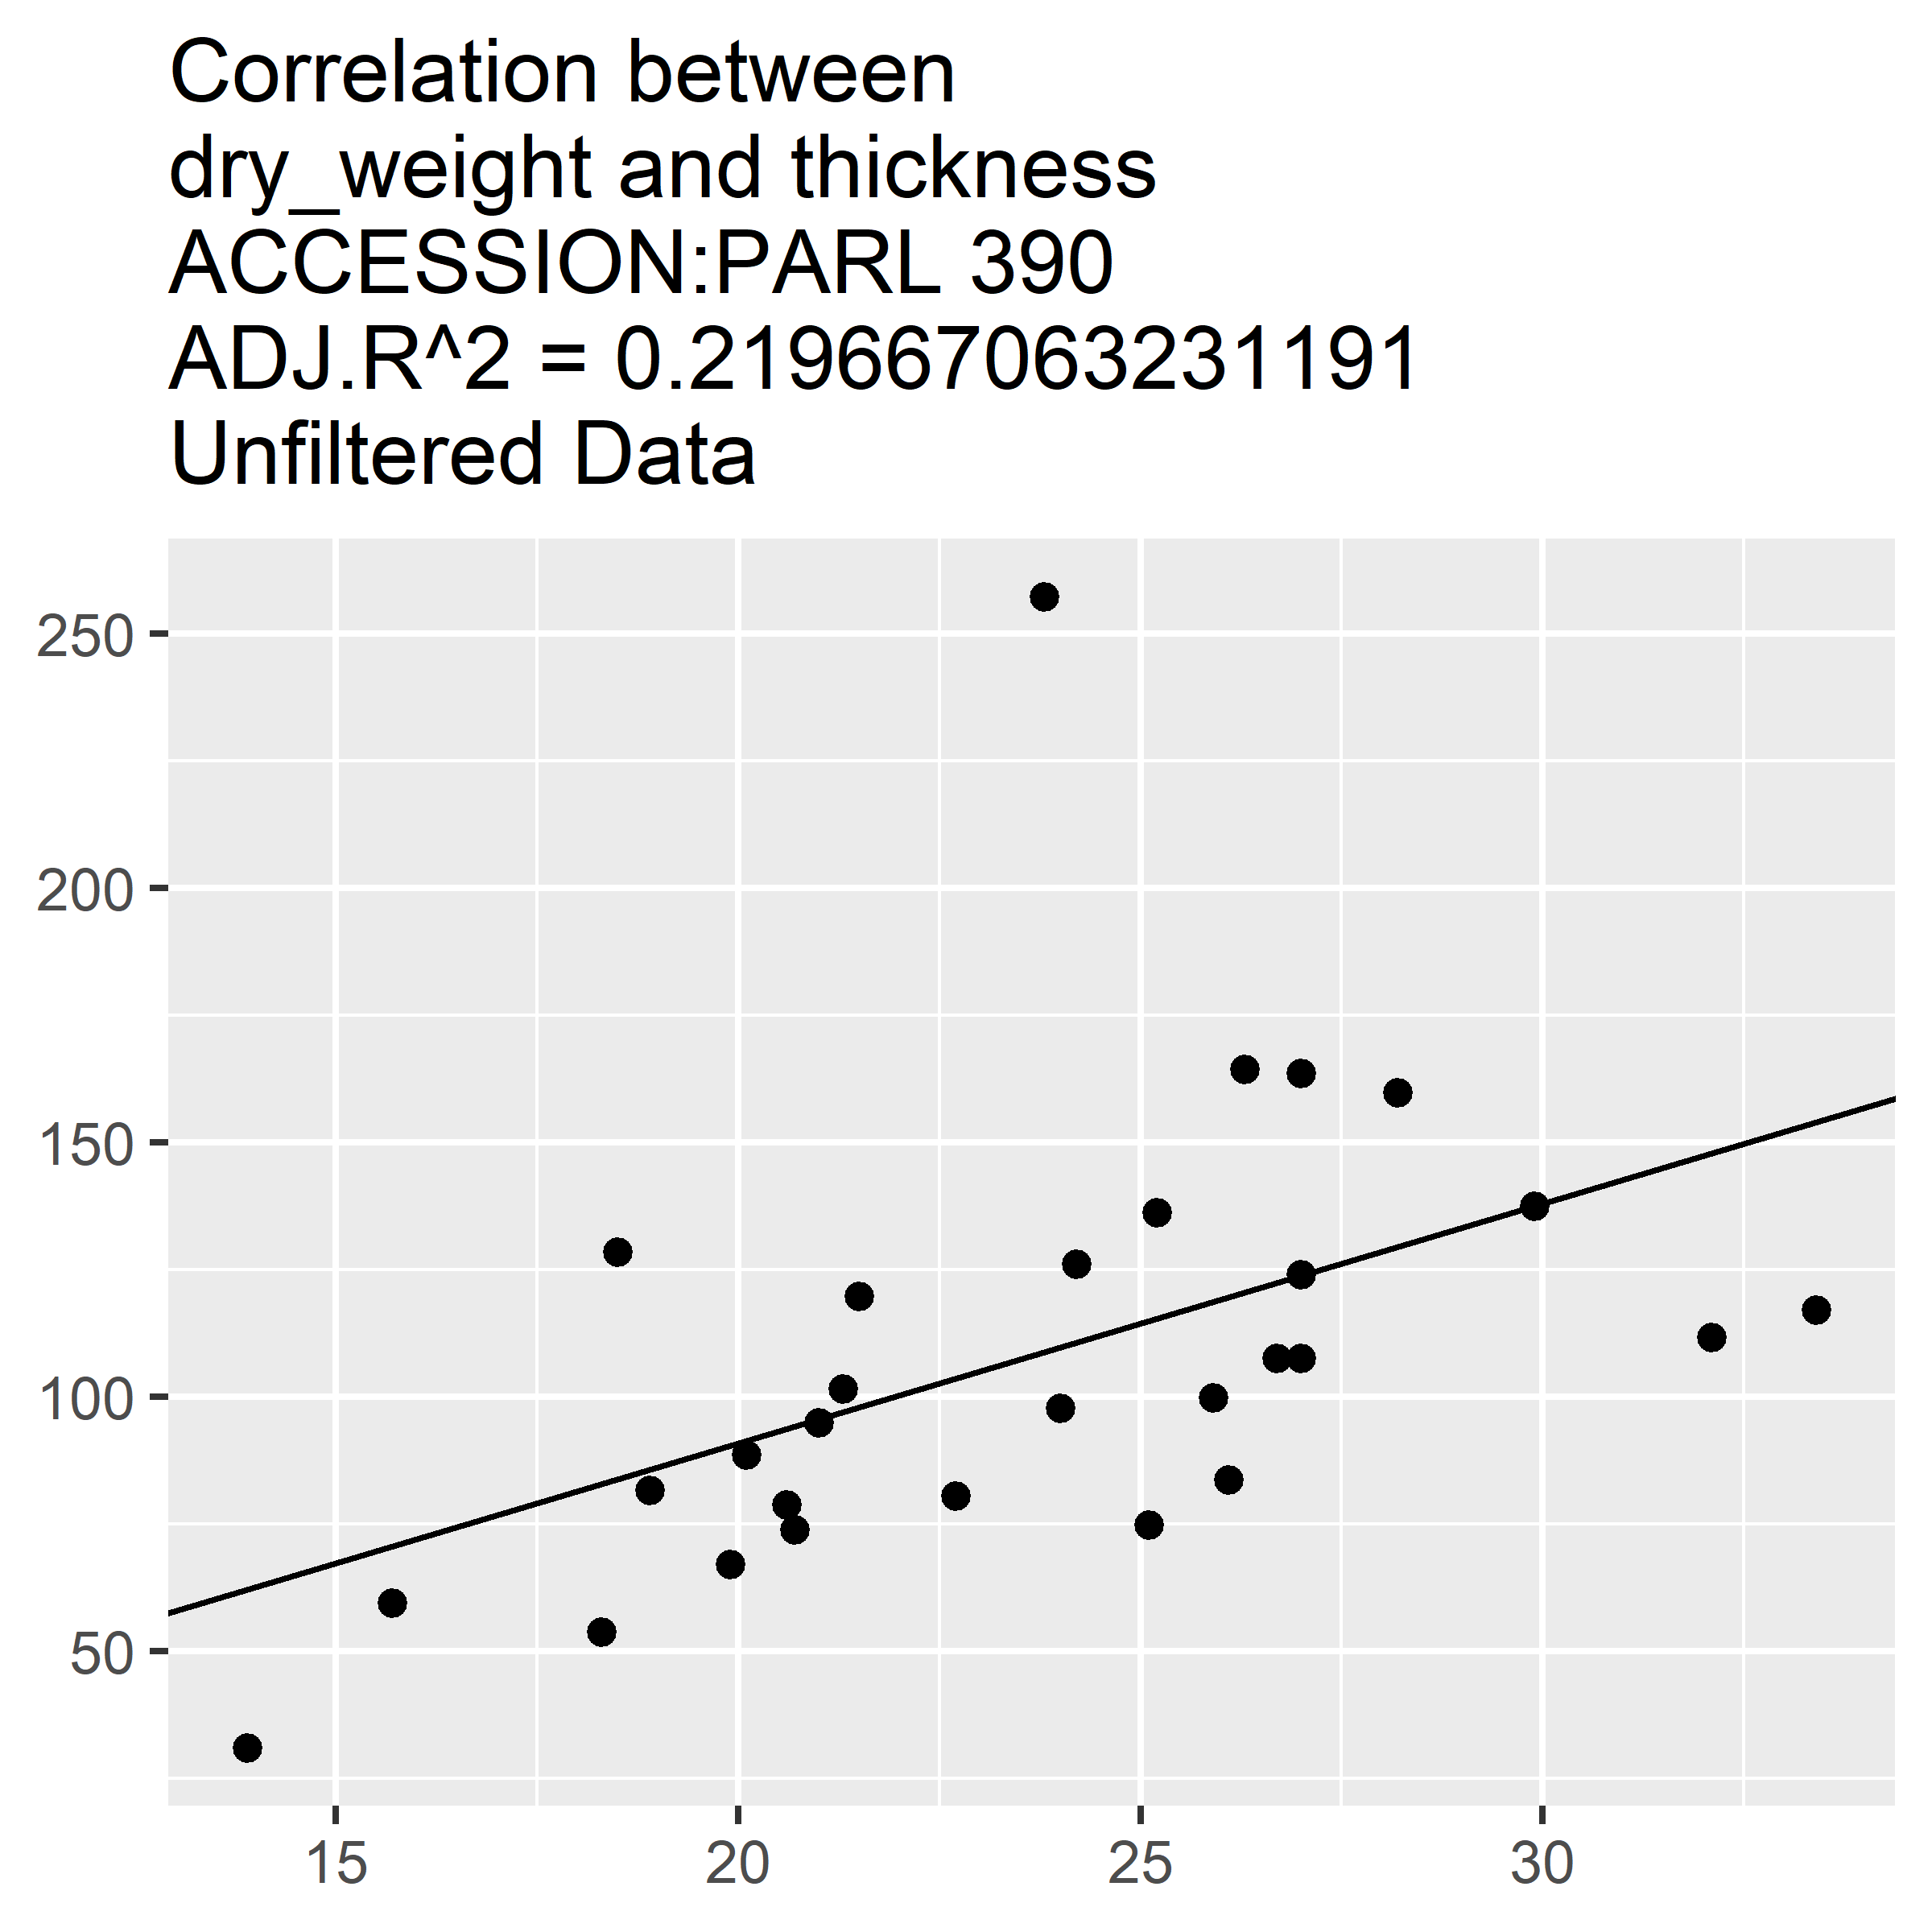 Correlation between
dry_weight and thickness
ACCESSION:PARL 390
ADJ.R^2 = 0.219667063231191
Unfiltered Data
250
200
150
100
50
15 20 25 30